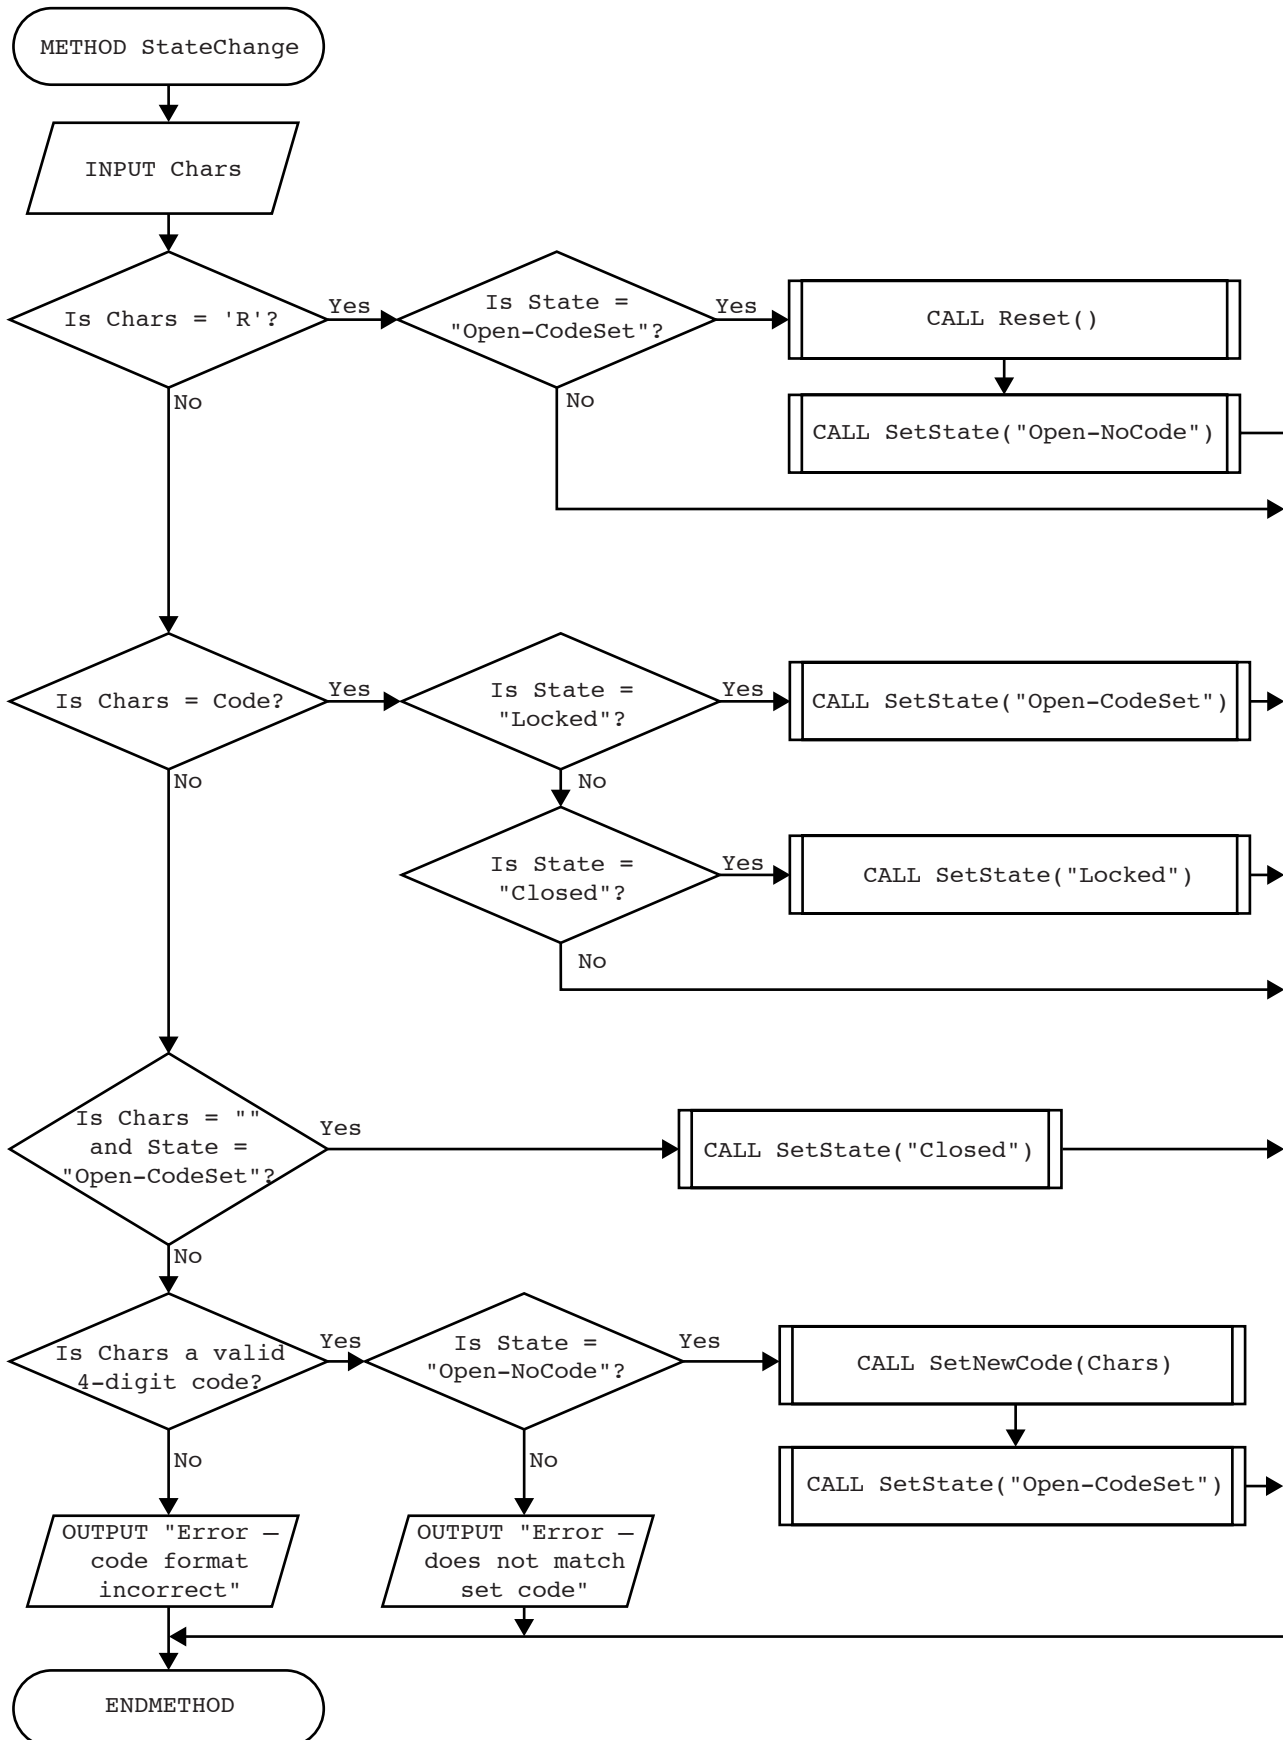 METHOD StateChange
INPUT Chars
Is Chars = 'R'?
Yes
Is State =
"Open–CodeSet"?
Yes
CALL Reset()
No
No
CALL SetState("Open–NoCode")
Is Chars = Code?
Yes
Is State =
"Locked"?
Yes
CALL SetState("Open–CodeSet")
No
No
Is State =
"Closed"?
Yes
CALL SetState("Locked")
No
Is Chars = ""
and State =
"Open–CodeSet"?
Yes
CALL SetState("Closed")
No
Is Chars a valid
4–digit code?
Yes
Is State =
"Open–NoCode"?
Yes
CALL SetNewCode(Chars)
No
No
CALL SetState("Open–CodeSet")
OUTPUT "Error –
code format
incorrect"
OUTPUT "Error –
does not match
set code"
ENDMETHOD